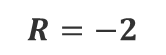 R = −2